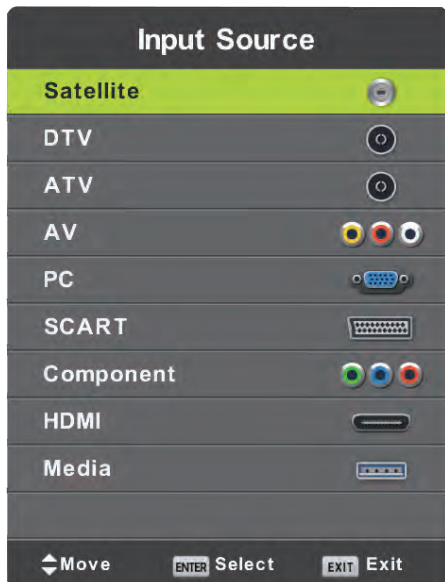 Input Source
Satellite
DTV
ATV
AV
PC
SCART
Component
HDMI
Media
Move ENTER Select EXIT Exit